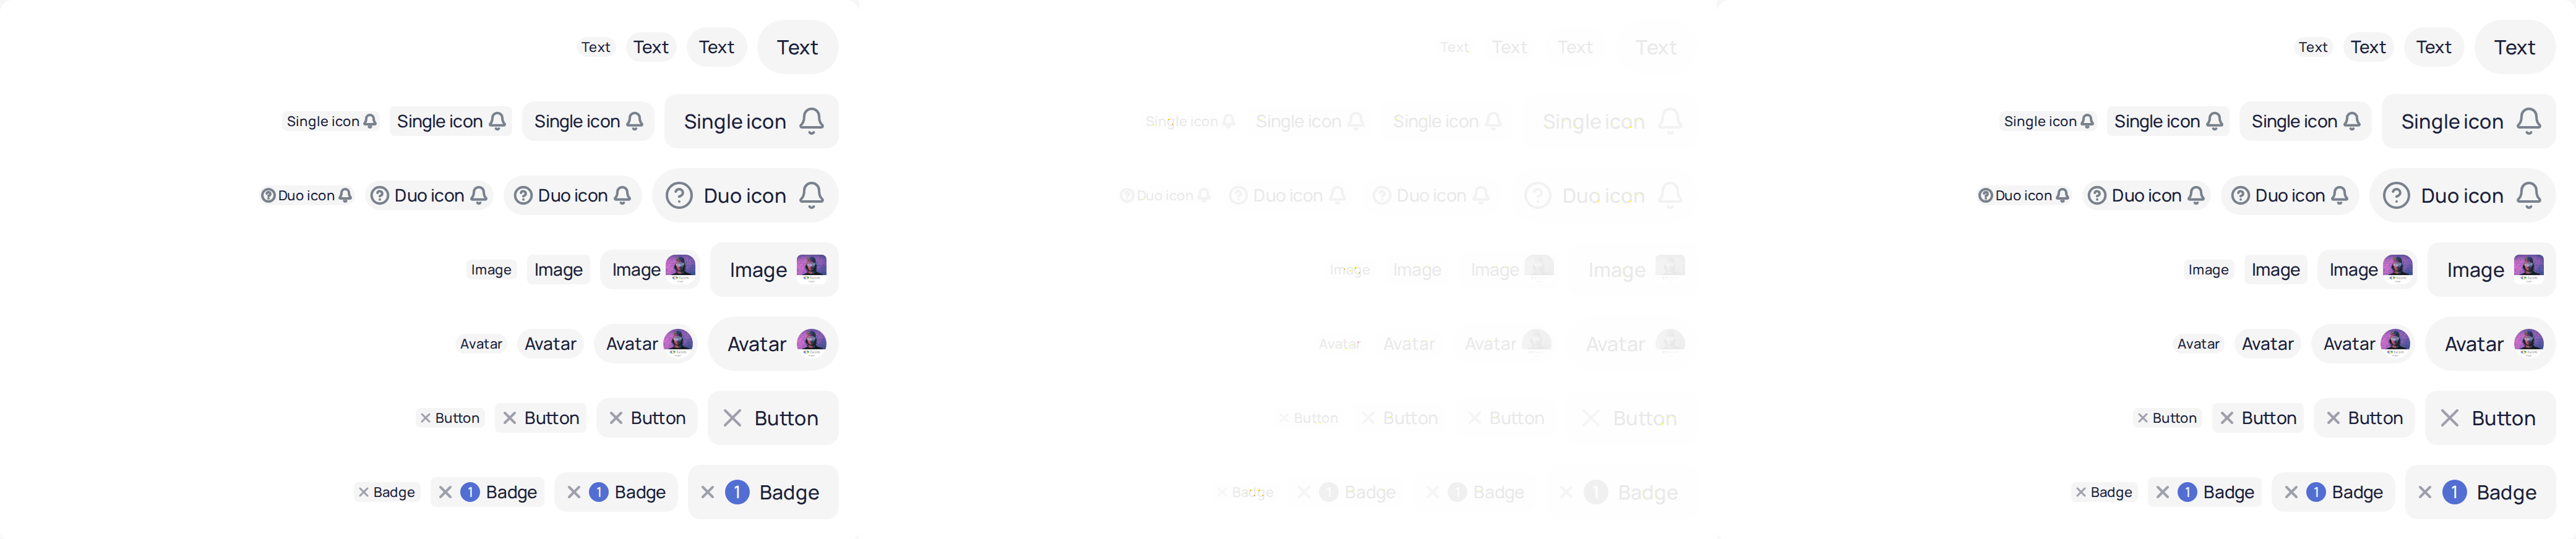 Text Text Text Text Text Text Text Text Text Text Text Text
Single icon Single icon Single icon Single icon Single icon Single icon Single icon Single icon Single icon Single icon Single icon Single icon
Duo icon Duo icon Duo icon Duo icon Duo icon Duo icon Duo icon Duo icon Duo icon Duo icon Duo icon Duo icon
Image Image Image Image Image Image Image Image Image Image Image Image
Avatar Avatar Avatar Avatar Avatar Avatar Avatar Avatar Avatar Avatar Avatar Avatar
Button Button Button Button Button Button Button Button Button Button Button Button
Badge 1 Badge 1 Badge 1 Badge Badge 1 Badge 1 Badge 1 Badge Badge 1 Badge 1 Badge 1 Badge